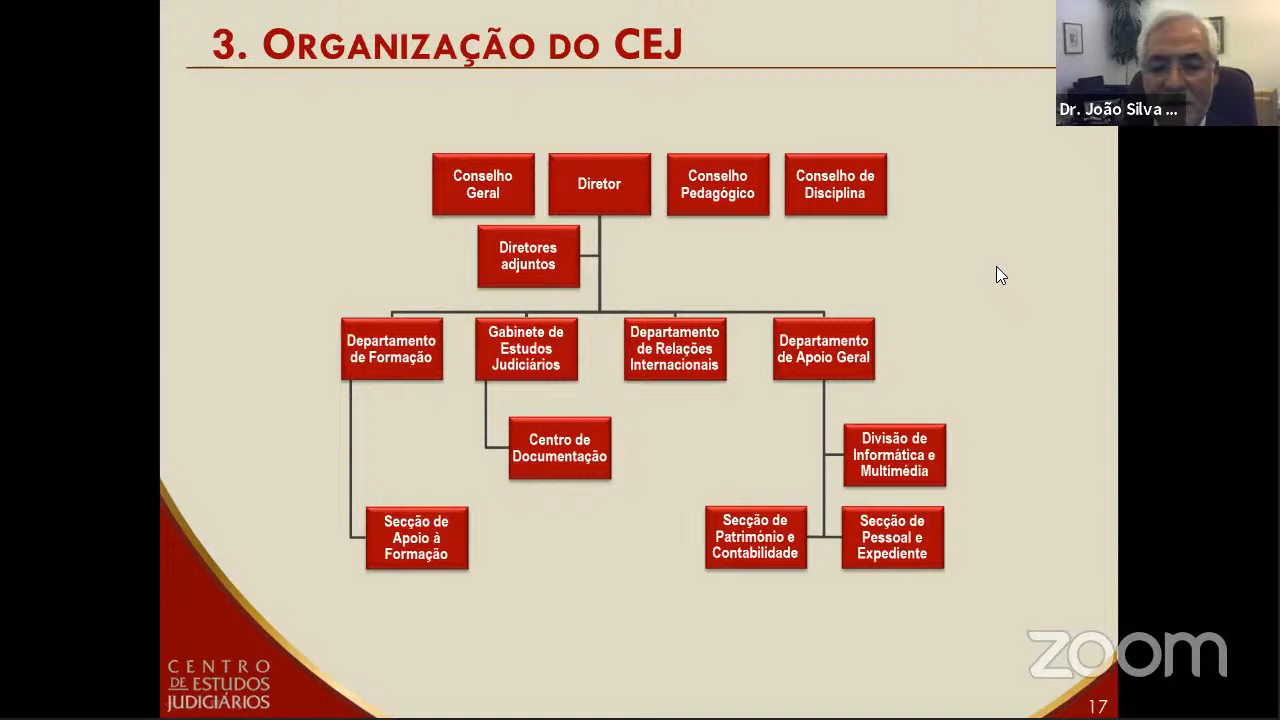 3. ORGANIZAÇÃO DO CEJ
Dr. João Silva ...
Conselho
Geral
Diretor
Conselho
Pedagógico
Conselho de
Disciplina
Diretores
adjuntos
Departamento
de Formação
Gabinete de
Estudos
Judiciários
Departamento
de Relações
Internacionais
Departamento
de Apoio Geral
Centro de
Documentação
Divisão de
Informática e
Multimédia
Secção de
Apoio à
Formação
Secção de
Património e
Contabilidade
Secção de
Pessoal e
Expediente
CENTRO
DE ESTUDOS
JUDICIÁRIOS
zoom
17